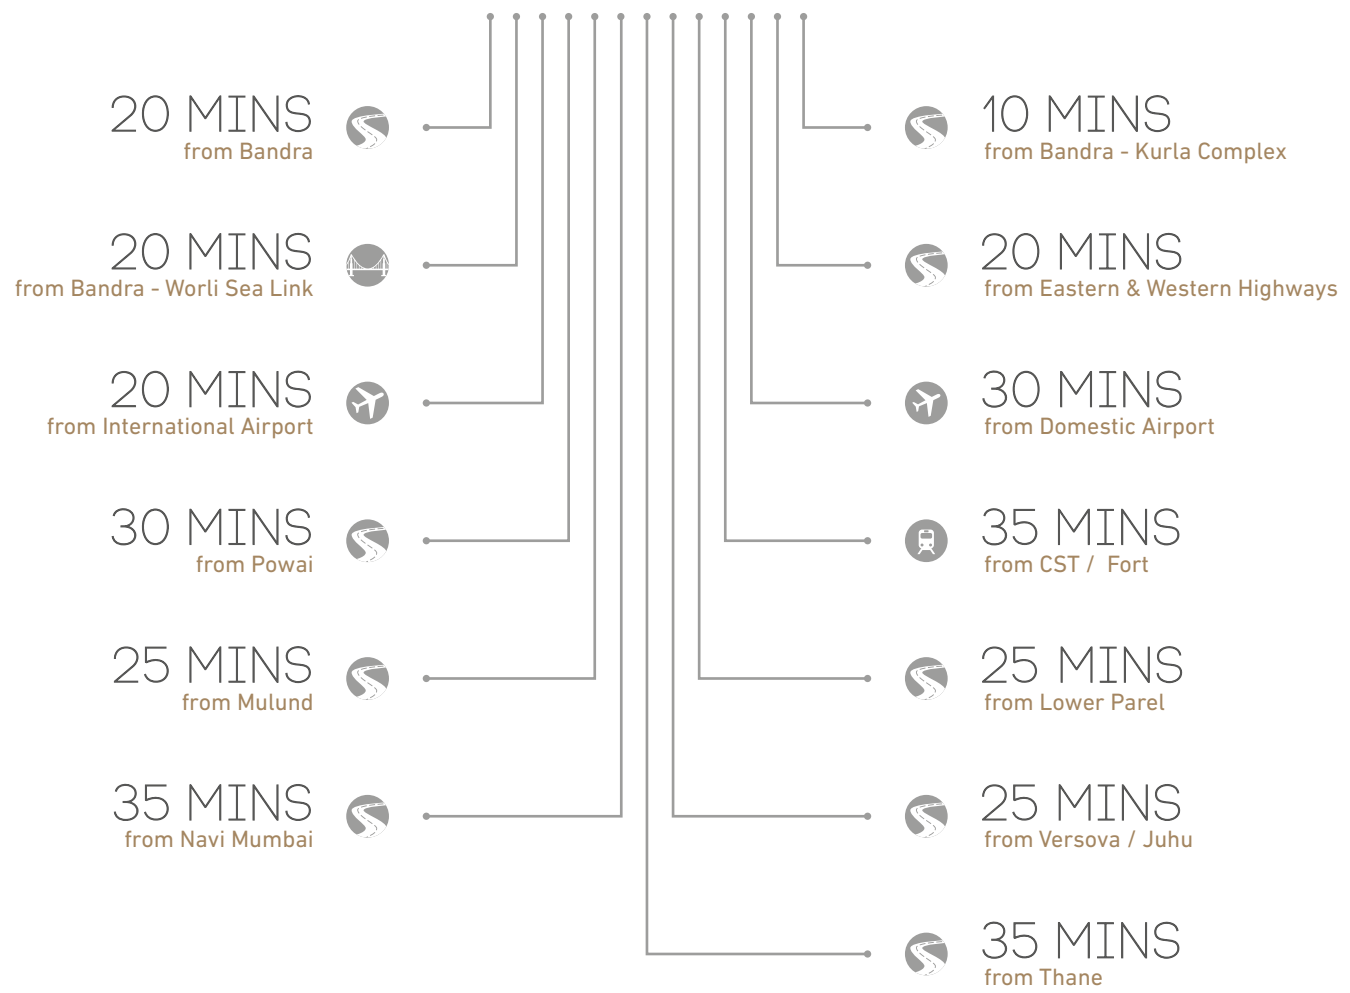 20 MINS
from Bandra
10 MINS
from Bandra - Kurla Complex
20 MINS
from Bandra - Worli Sea Link
20 MINS
from Eastern & Western Highways
20 MINS
from International Airport
30 MINS
from Domestic Airport
30 MINS
from Powai
35 MINS
from CST / Fort
25 MINS
from Mulund
25 MINS
from Lower Parel
35 MINS
from Navi Mumbai
25 MINS
from Versova / Juhu
35 MINS
from Thane